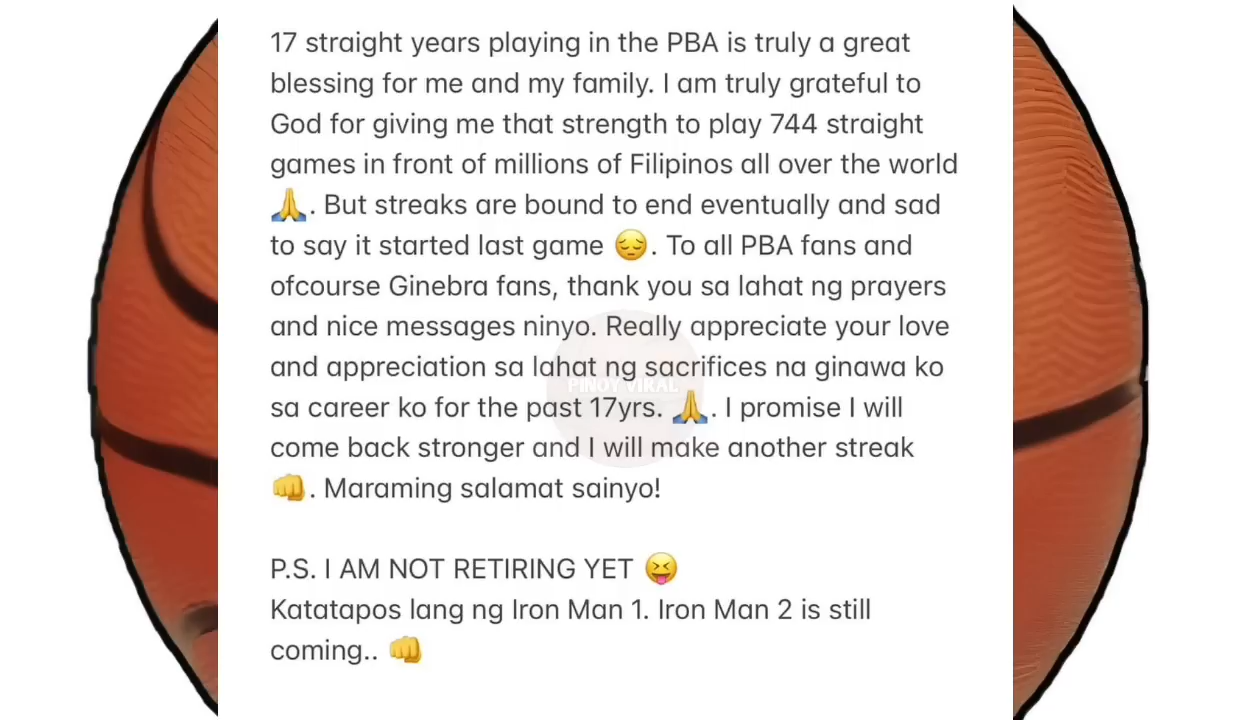 17 straight years playing in the PBA is truly a great
blessing for me and my family. I am truly grateful to
God for giving me that strength to play 744 straight
games in front of millions of Filipinos all over the world
🙏. But streaks are bound to end eventually and sad
to say it started last game 😔. To all PBA fans and
ofcourse Ginebra fans, thank you sa lahat ng prayers
and nice messages ninyo. Really appreciate your love
and appreciation sa lahat ng sacrifices na ginawa ko
PINOY VIRAL
sa career ko for the past 17yrs. 🙏. I promise I will
come back stronger and I will make another streak
👊. Maraming salamat sainyo!
P.S. I AM NOT RETIRING YET 😝
Katatapos lang ng Iron Man 1. Iron Man 2 is still
coming.. 👊